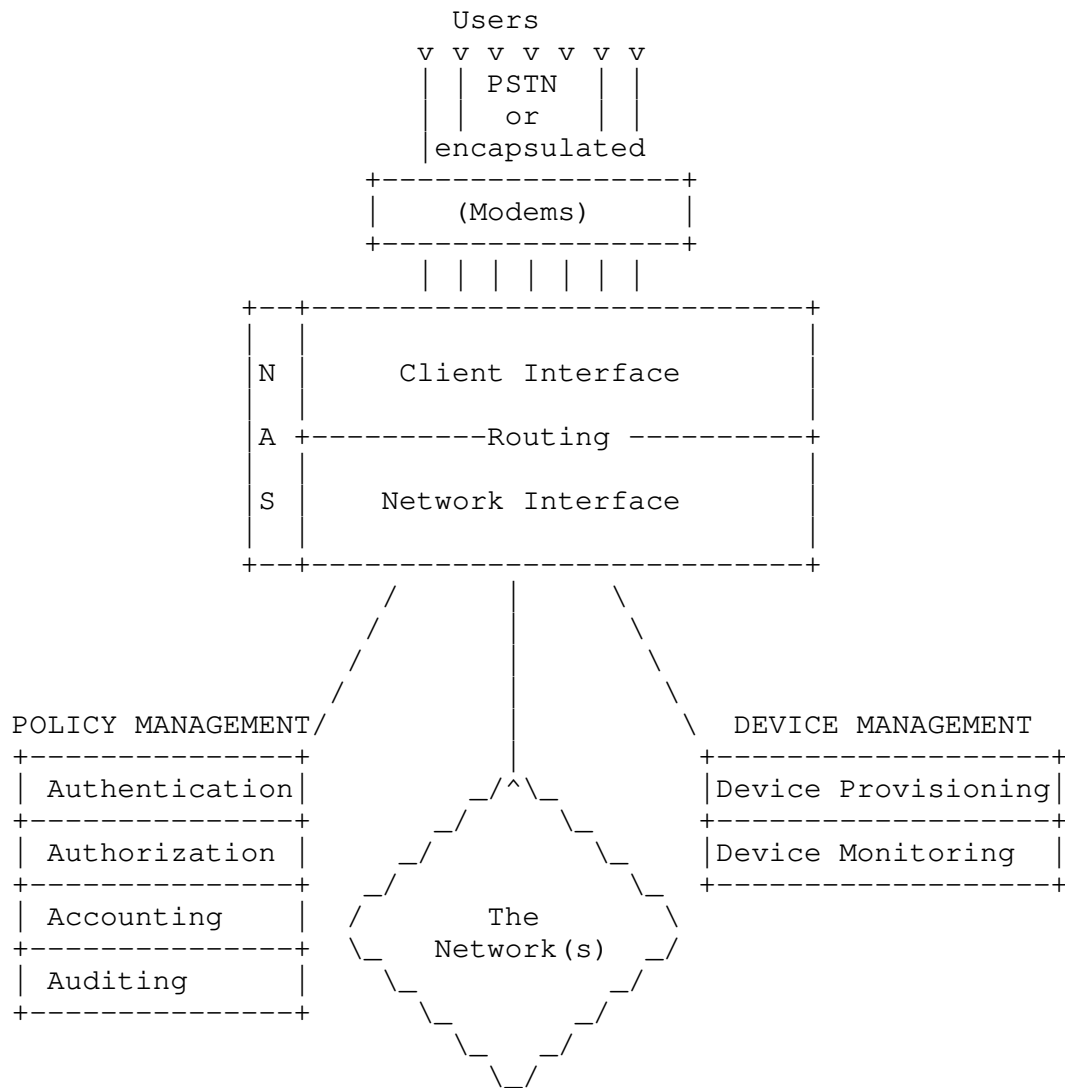 Users
v v v v v v v
PSTN
or
encapsulated
(Modems)
N
Client Interface
A
Routing
S
Network Interface
POLICY MANAGEMENT
DEVICE MANAGEMENT
Authentication
Device Provisioning
Authorization
Device Monitoring
Accounting
The
Network(s)
Auditing